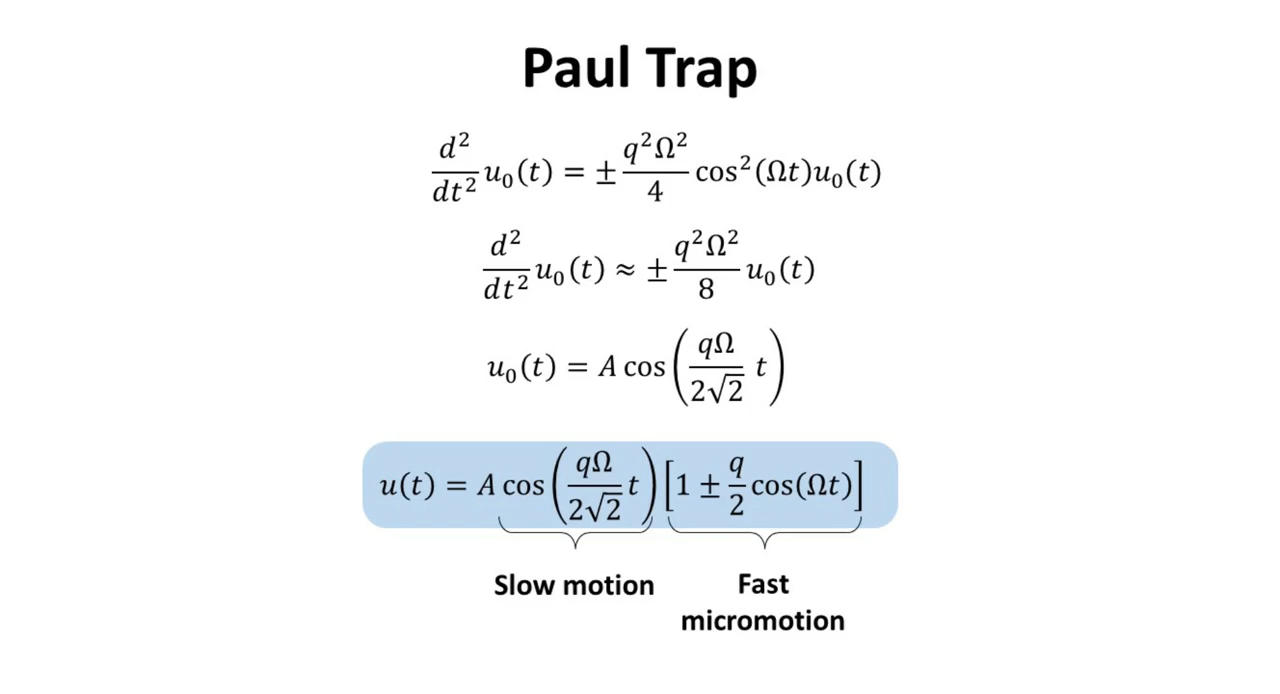 Paul Trap
d²/dt² u₀(t) = ± q²Ω²/4 cos²(Ωt)u₀(t)
d²/dt² u₀(t) ≈ ± q²Ω²/8 u₀(t)
u₀(t) = A cos(qΩ/2√2 t)
u(t) = A cos(qΩ/2√2 t)[1 ± q/2 cos(Ωt)]
Slow motion
Fast
micromotion